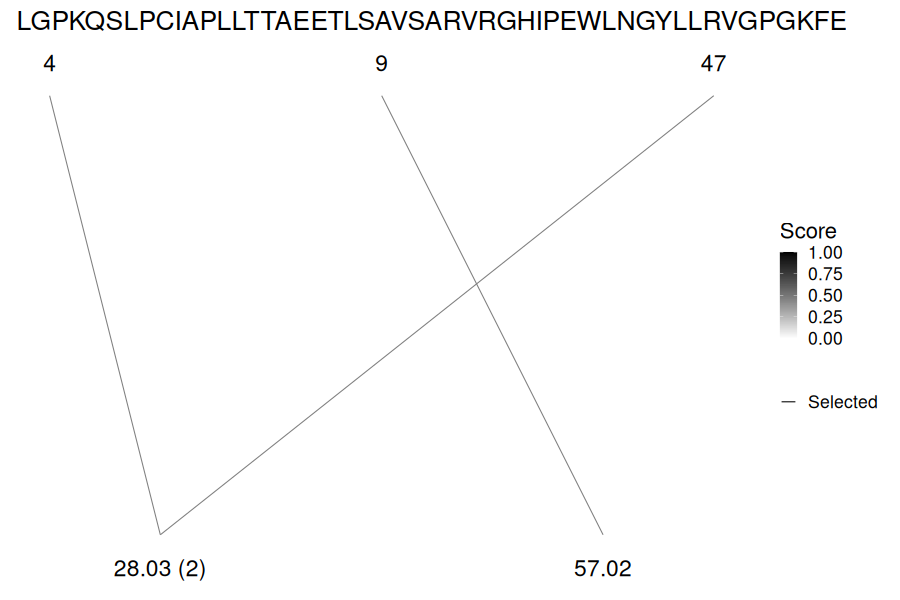 LGPKQSLPCIAPLLTTAEETLSAVSARVRGHIPEWLNGYLLRVGPGKFE
4 9 47
Score
1.00
0.75
0.50
0.25
0.00
Selected
28.03 (2) 57.02